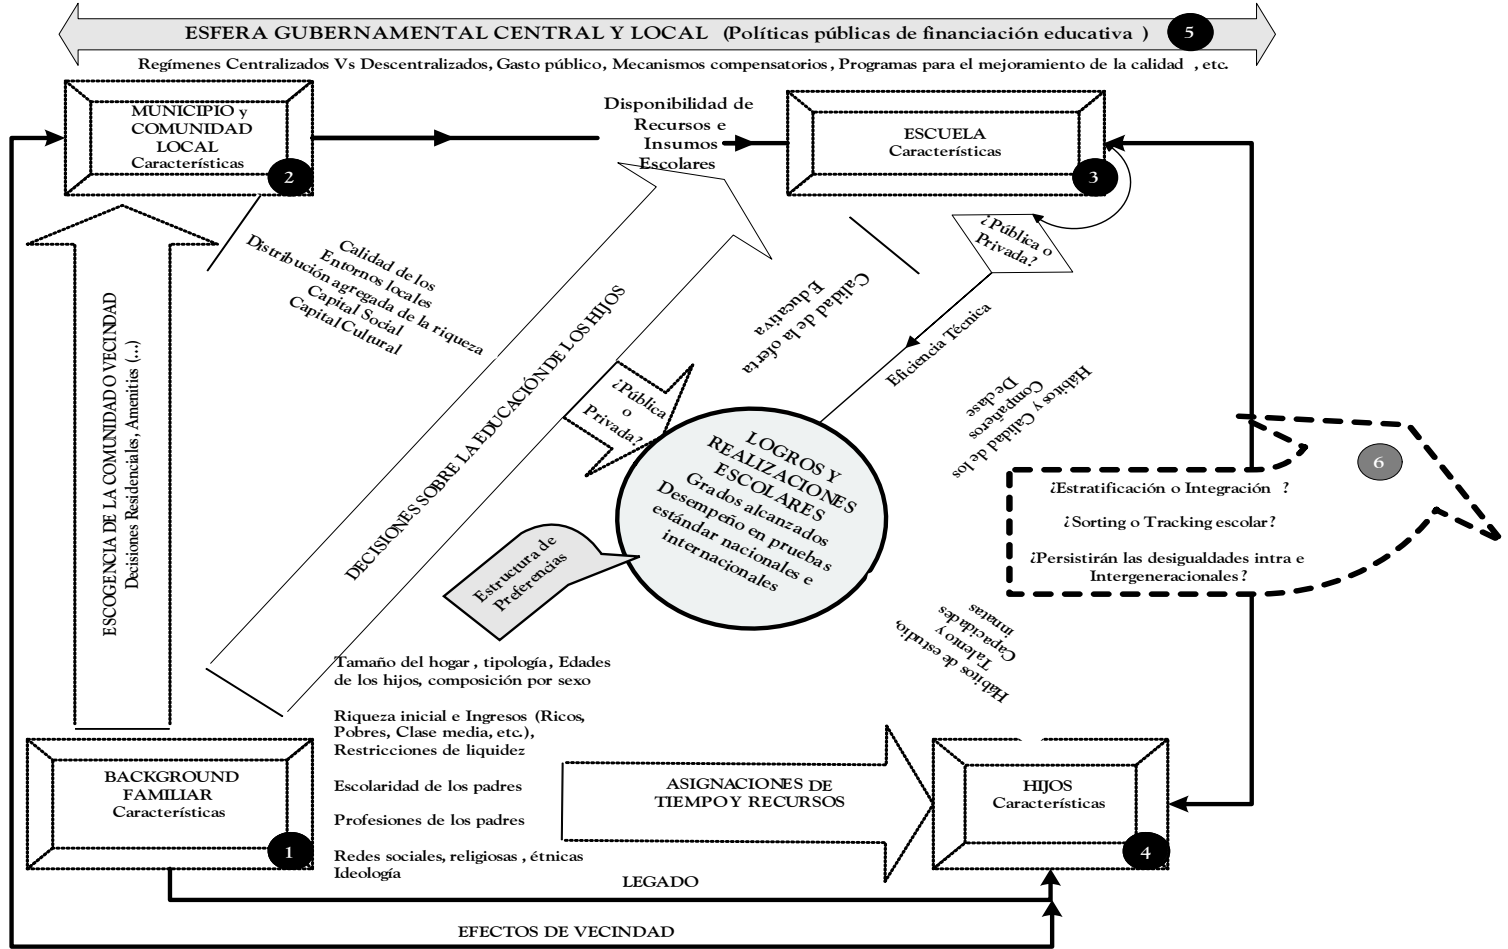 ESFERA GUBERNAMENTAL CENTRAL Y LOCAL (Políticas públicas de financiación educativa )
5
Regímenes Centralizados Vs Descentralizados, Gasto público, Mecanismos compensatorios, Programas para el mejoramiento de la calidad , etc.
MUNICIPIO y
COMUNIDAD
LOCAL
Características
2
Disponibilidad de
Recursos e
Insumos
Escolares
ESCUELA
Características
3
¿Pública o
Privada?
Calidad de los
Entornos locales
Distribución agregada de la riqueza
Capital Social
Capital Cultural
Calidad de la oferta
Educativa
Eficiencia Técnica
Hábitos y Calidad de los
Compañeros
De clase
ESCOGENCIA DE LA COMUNIDAD O VECINDAD
Decisiones Residenciales, Amenities (...)
DECISIONES SOBRE LA EDUCACIÓN DE LOS HIJOS
¿Pública
o
Privada?
LOGROS Y
REALIZACIONES
ESCOLARES
Grados alcanzados
Desempeño en pruebas
estándar nacionales e
internacionales
6
¿Estratificación o Integración ?
¿Sorting o Tracking escolar?
¿Persistirán las desigualdades intra e
Intergeneracionales?
Estructura de
Preferencias
Hábitos de estudio,
Talento y
Capacidades
innatas
Tamaño del hogar , tipología , Edades
de los hijos, composición por sexo
Riqueza inicial e Ingresos (Ricos,
Pobres, Clase media, etc.),
Restricciones de liquidez
Escolaridad de los padres
Profesiones de los padres
Redes sociales, religiosas , étnicas
Ideología
BACKGROUND
FAMILIAR
Características
1
ASIGNACIONES DE
TIEMPO Y RECURSOS
HIJOS
Características
4
LEGADO
EFECTOS DE VECINDAD